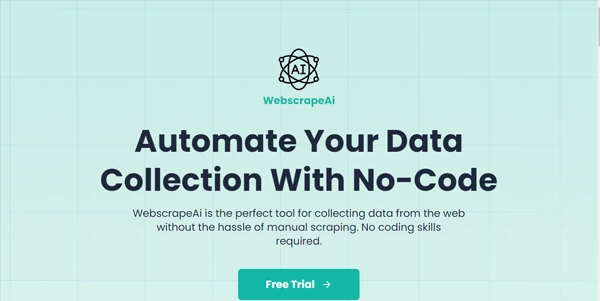 AI
WebscrapeAi
Automate Your Data
Collection With No-Code
WebscrapeAi is the perfect tool for collecting data from the web
without the hassle of manual scraping. No coding skills
required.
Free Trial →